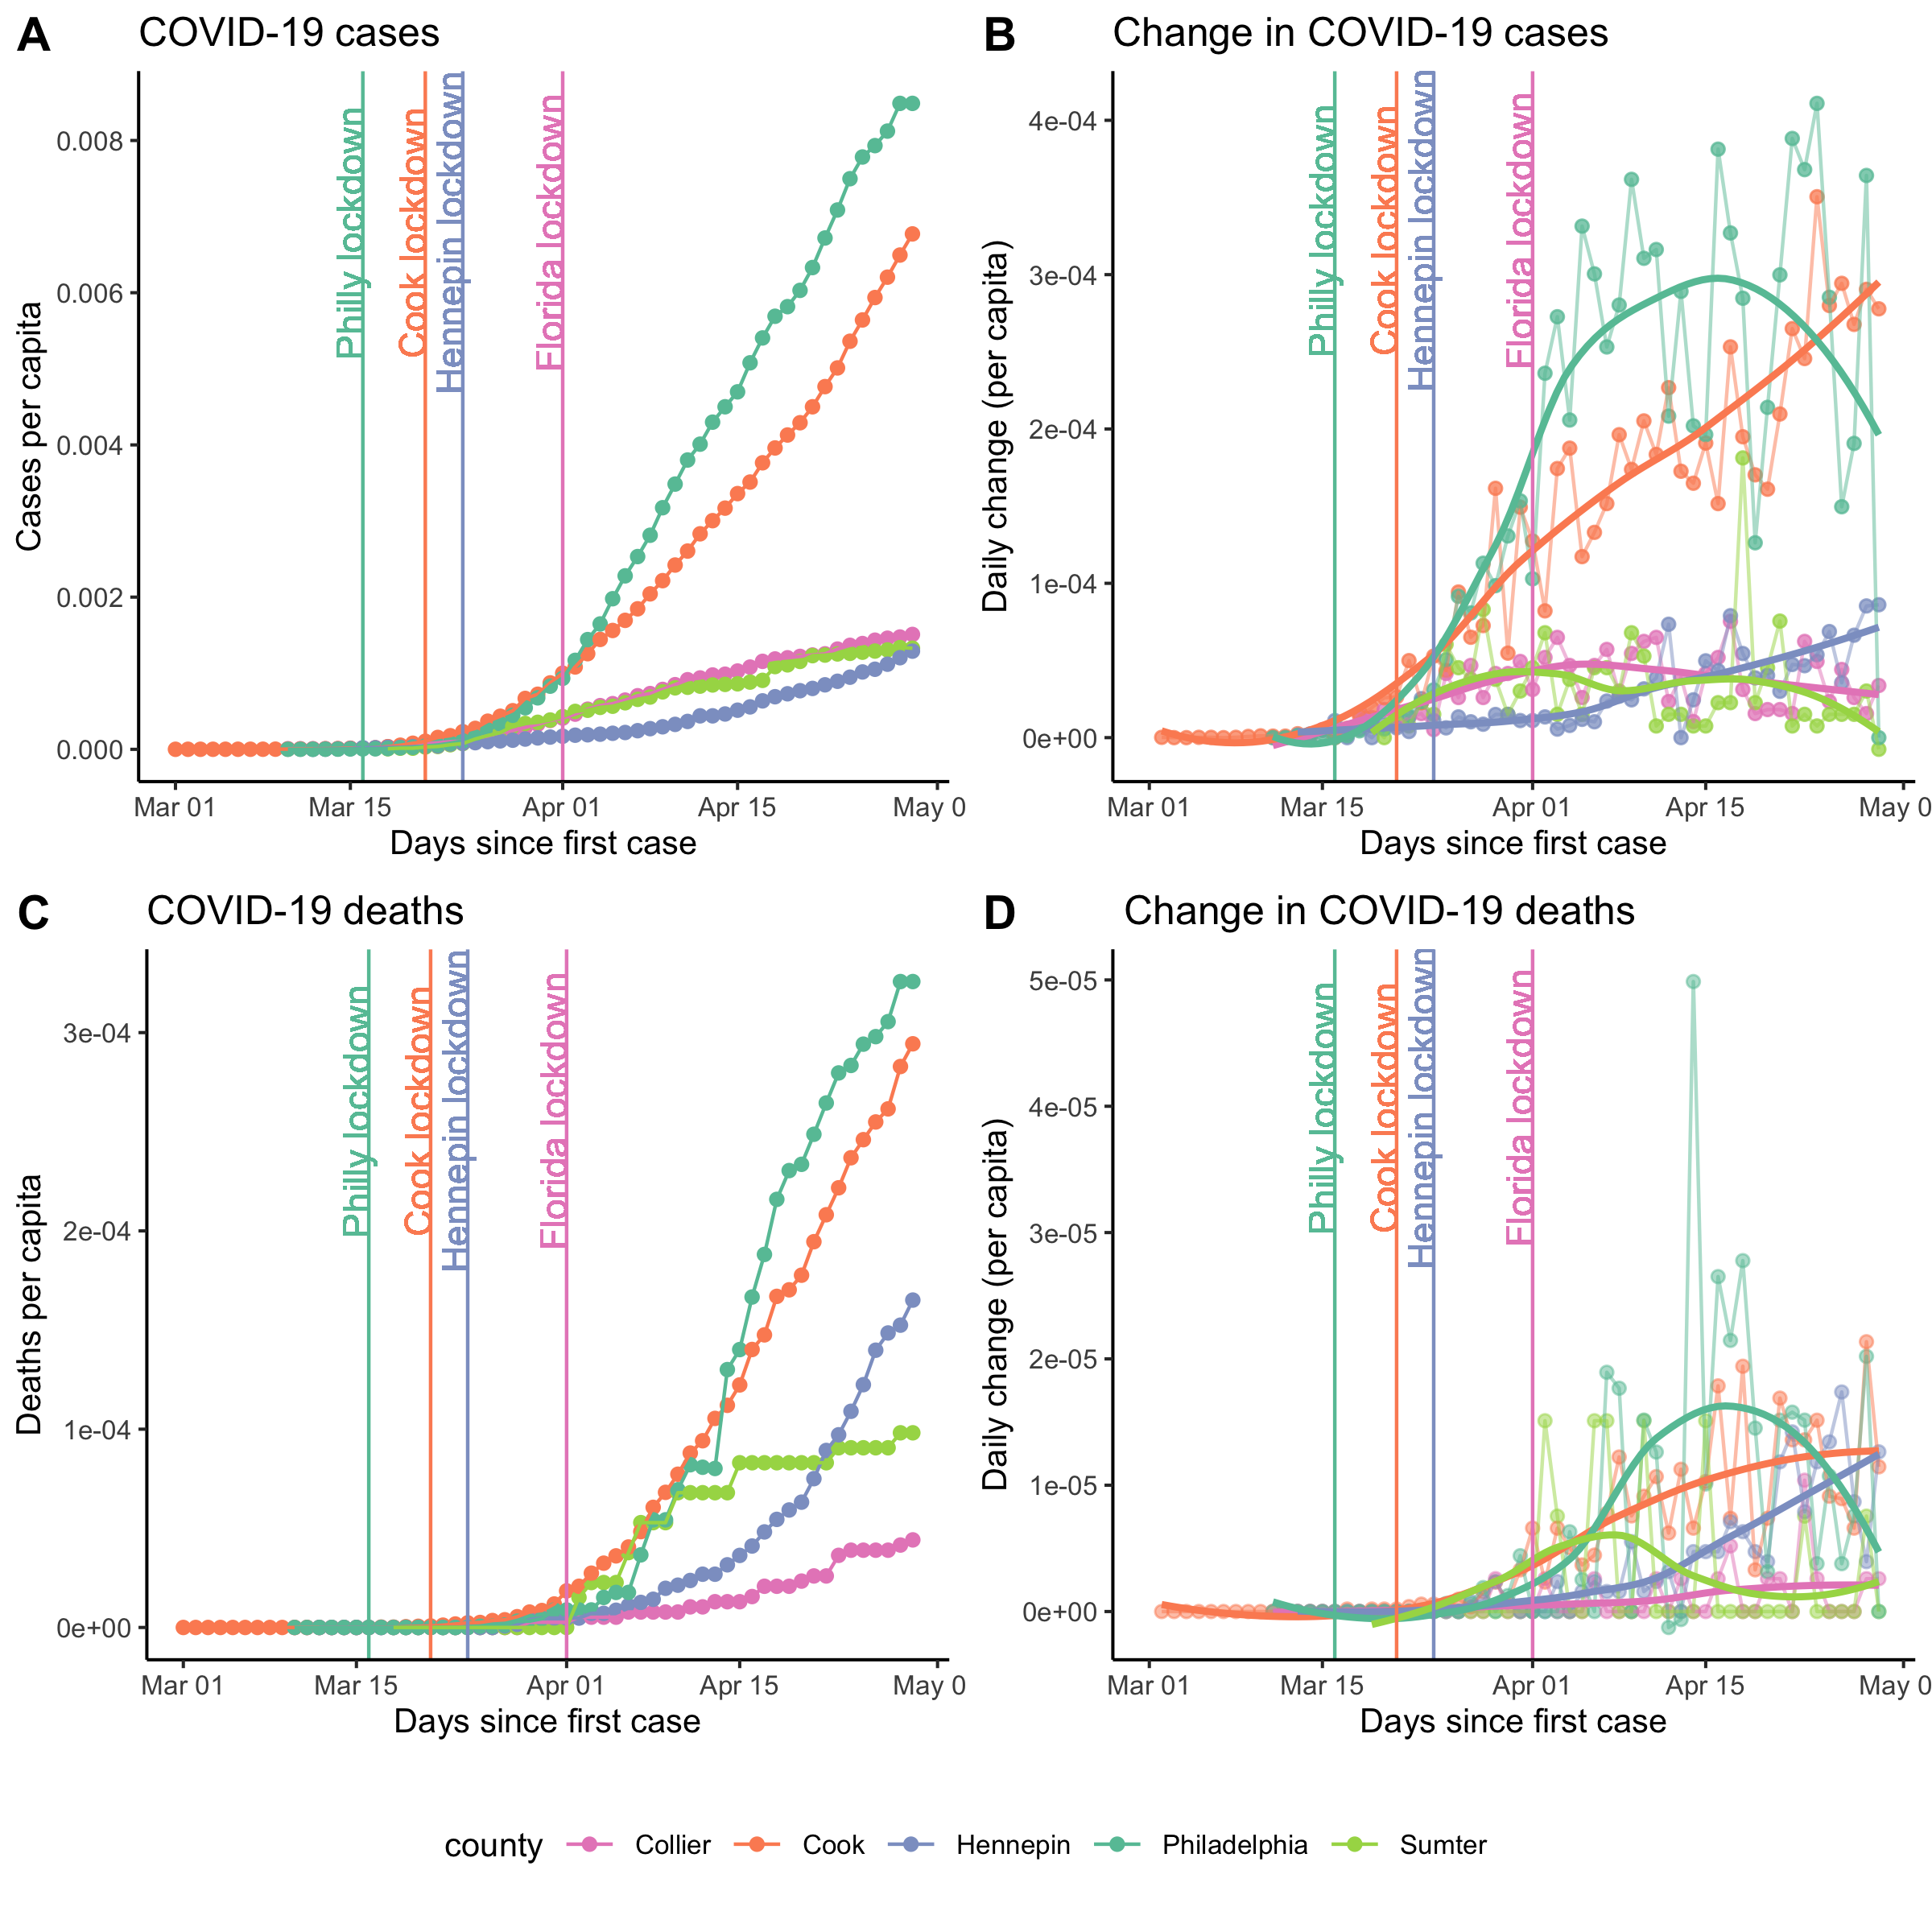 A
COVID-19 cases
Cases per capita
0.008
0.006
0.004
0.002
0.000
Philly lockdown
Cook lockdown
Hennepin lockdown
Florida lockdown
Mar 01
Mar 15
Apr 01
Apr 15
May 0
Days since first case
B
Change in COVID-19 cases
Daily change (per capita)
4e-04
3e-04
2e-04
1e-04
0e+00
Philly lockdown
Cook lockdown
Hennepin lockdown
Florida lockdown
Mar 01
Mar 15
Apr 01
Apr 15
May 0
Days since first case
C
COVID-19 deaths
Deaths per capita
3e-04
2e-04
1e-04
0e+00
Philly lockdown
Cook lockdown
Hennepin lockdown
Florida lockdown
Mar 01
Mar 15
Apr 01
Apr 15
May 0
Days since first case
D
Change in COVID-19 deaths
Daily change (per capita)
5e-05
4e-05
3e-05
2e-05
1e-05
0e+00
Philly lockdown
Cook lockdown
Hennepin lockdown
Florida lockdown
Mar 01
Mar 15
Apr 01
Apr 15
May 0
Days since first case
county Collier Cook Hennepin Philadelphia Sumter